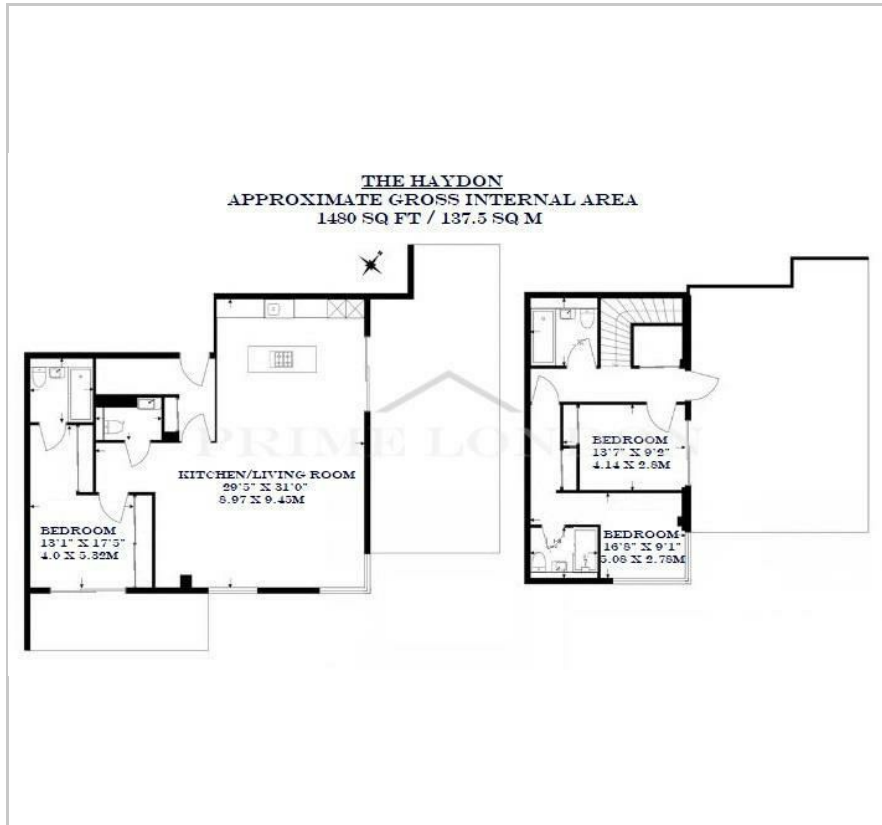 THE HAYDON
APPROXIMATE GROSS INTERNAL AREA
1480 SQ FT / 137.5 SQ M
PRIME LONDON
KITCHEN/LIVING ROOM
29'5" X 31'0"
8.97 X 9.45M
BEDROOM
13'1" X 17'5"
4.0 X 5.32M
BEDROOM
13'7" X 9'2"
4.14 X 2.8M
BEDROOM
16'8" X 9'1"
5.08 X 2.78M